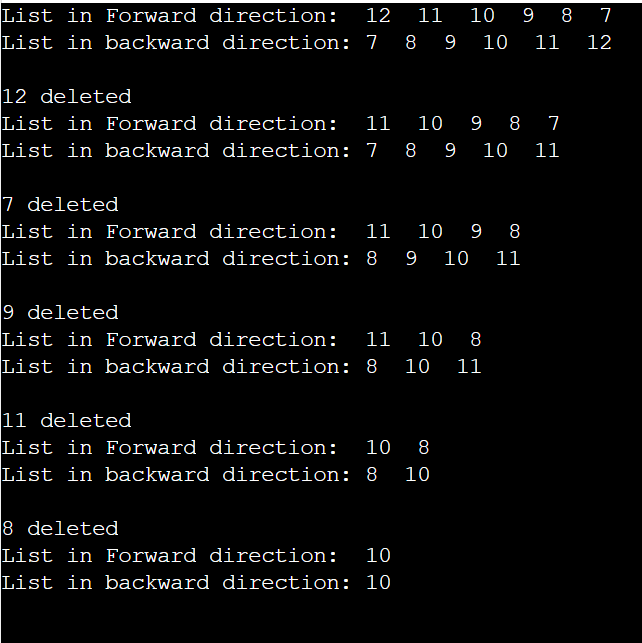 List in Forward direction:  12  11  10  9  8  7
List in backward direction: 7  8  9  10  11  12
12 deleted
List in Forward direction:  11  10  9  8  7
List in backward direction: 7  8  9  10  11
7 deleted
List in Forward direction:  11  10  9  8
List in backward direction: 8  9  10  11
9 deleted
List in Forward direction:  11  10  8
List in backward direction: 8  10  11
11 deleted
List in Forward direction:  10  8
List in backward direction: 8  10
8 deleted
List in Forward direction:  10
List in backward direction: 10